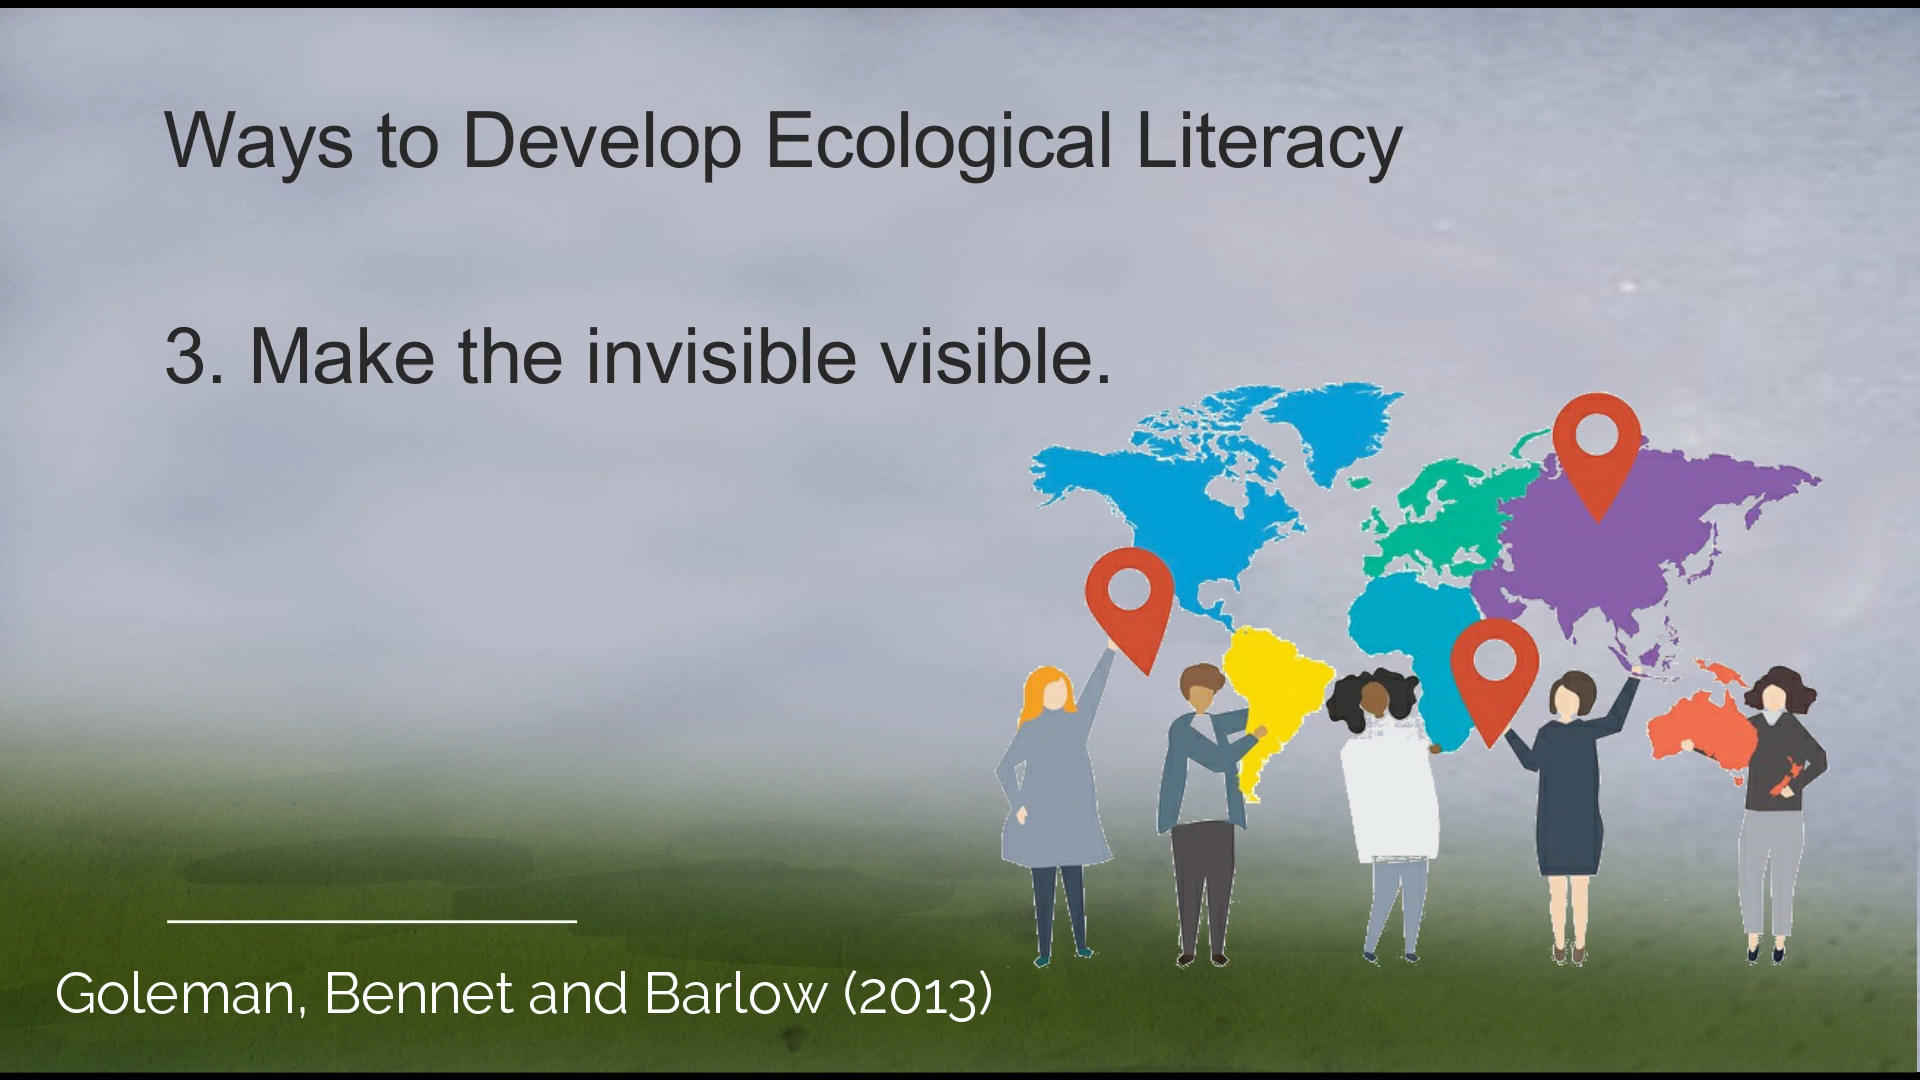 Ways to Develop Ecological Literacy
3. Make the invisible visible.
Goleman, Bennet and Barlow (2013)